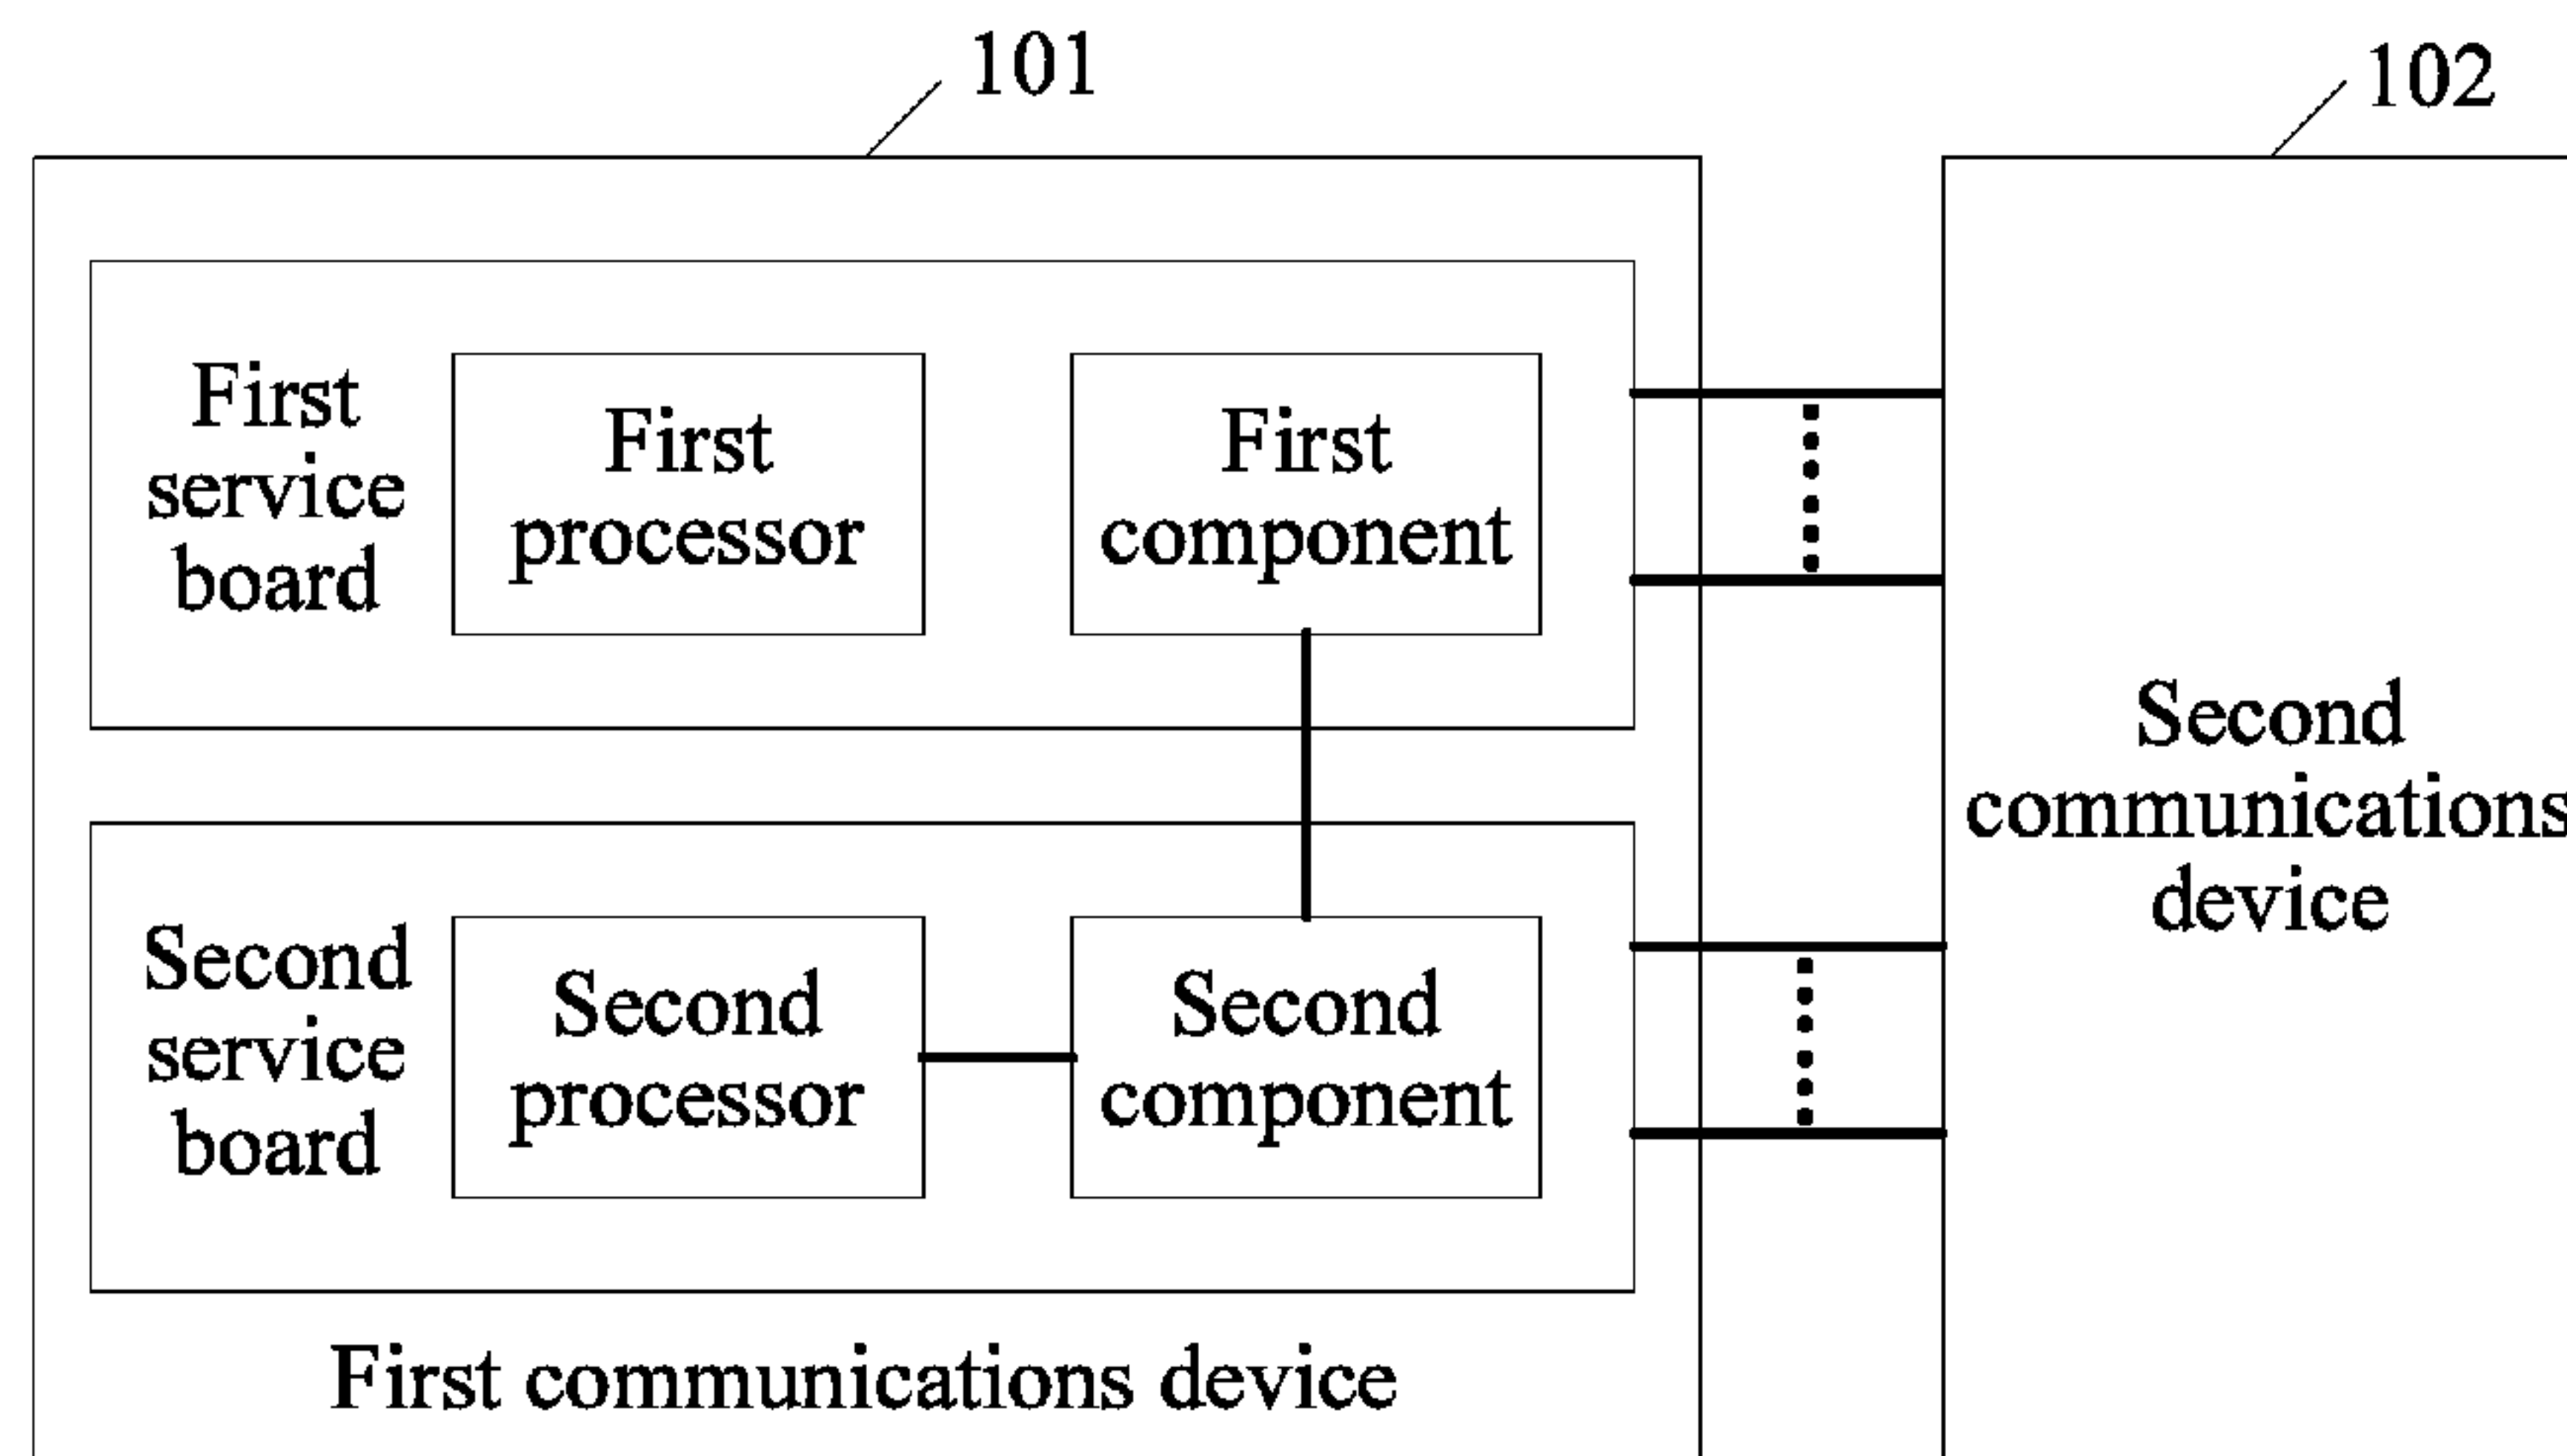 101
102
First
service
board
First
processor
First
component
Second
communications
device
Second
service
board
Second
processor
Second
component
First communications device